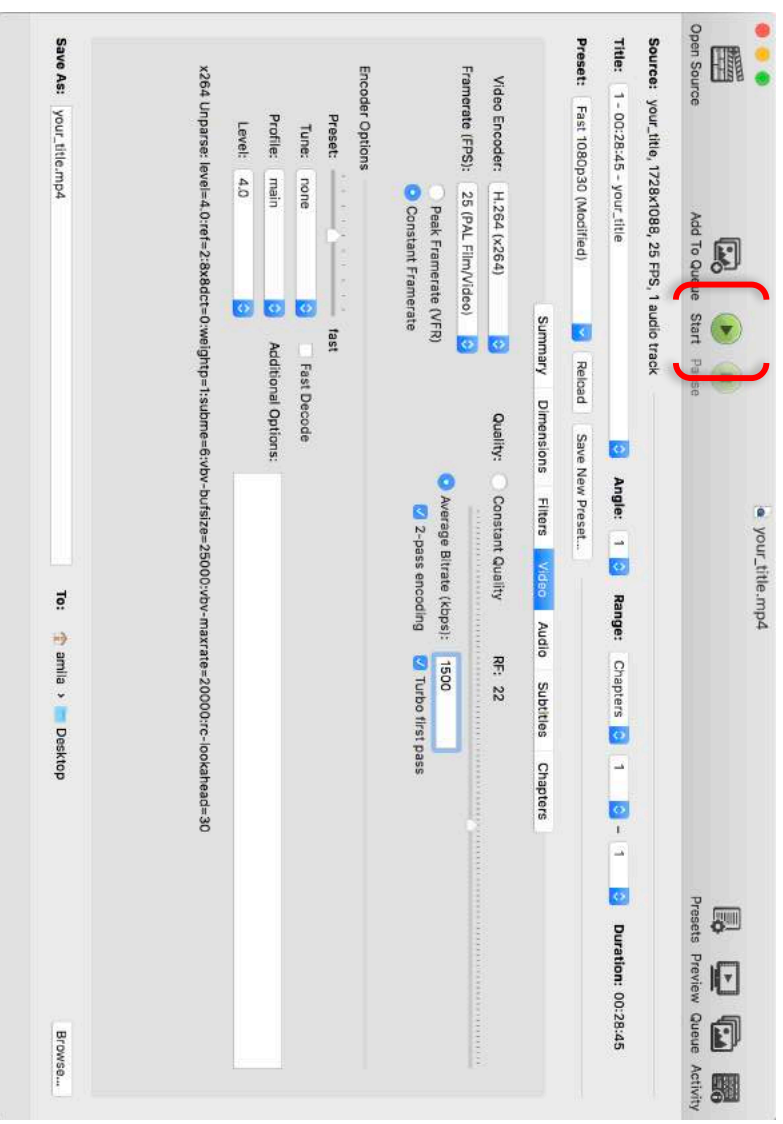 your_title.mp4
Open Source Add To Queue Start Pause Presets Preview Queue Activity
Source: your_title, 1728x1088, 25 FPS, 1 audio track
Title: 1 - 00:28:45 - your_title Angle: 1 Range: Chapters 1 - 1 Duration: 00:28:45
Preset: Fast 1080p30 (Modified) Reload Save New Preset...
Summary Dimensions Filters Video Audio Subtitles Chapters
Video Encoder: H.264 (x264) Quality: Constant Quality RF: 22
Framerate (FPS): 25 (PAL Film/Video)
Peak Framerate (VFR) Average Bitrate (kbps): 1500
Constant Framerate 2-pass encoding Turbo first pass
Encoder Options
Preset: fast
Tune: none Fast Decode
Profile: main Additional Options:
Level: 4.0
x264 Unparse: level=4.0:ref=2:8x8dct=0:weightp=1:subme=6:vbv-bufsize=25000:vbv-maxrate=20000:rc-lookahead=30
Save As: your_title.mp4 To: amila › Desktop
Browse...